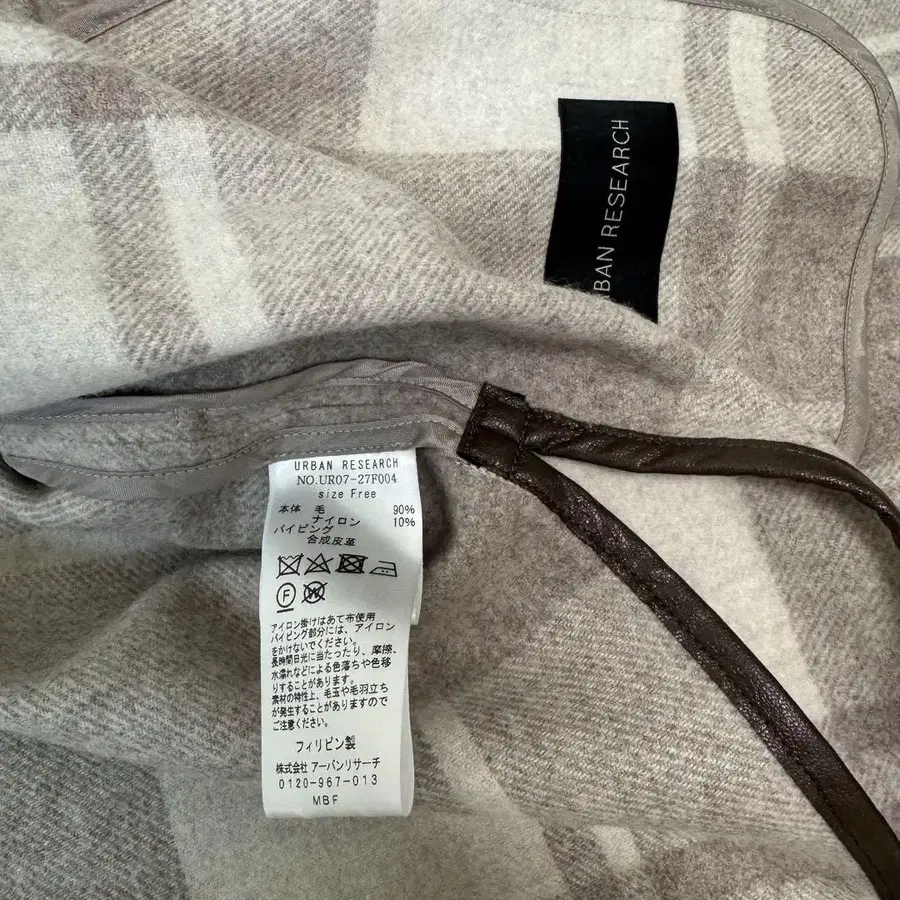 URBAN RESEARCH
URBAN RESEARCH
NO.UR07-27F004
size Free
本体 毛 90%
ナイロン 10%
パイピング
合成皮革
F W
アイロン掛けはあて布使用
パイピング部分には、アイロン
をかけないでください。
長時間日光に当たったり、摩擦、
水濡れなどによる色落ちや色移
りすることがあります。
素材の特性上、毛玉や毛羽立ち
が発生することがありますので
ご注意ください。
フィリピン製
株式会社 アーバンリサーチ
0120-967-013
MBF